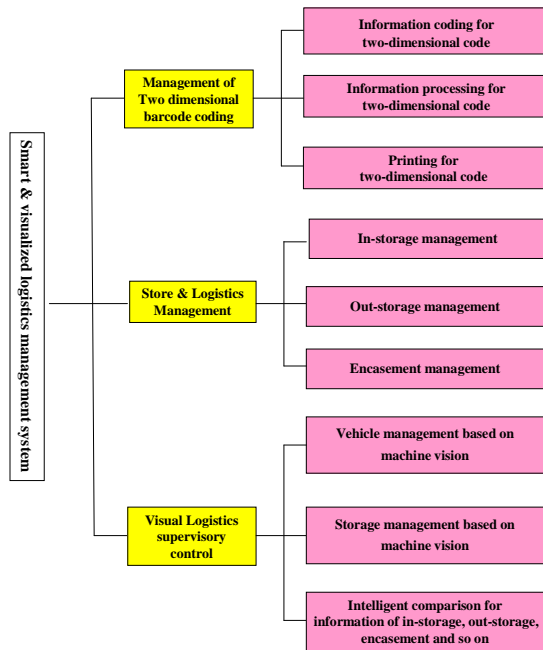 Smart & visualized logistics management system
Management of
Two dimensional
barcode coding
Information coding for
two-dimensional code
Information processing for
two-dimensional code
Printing for
two-dimensional code
Store & Logistics
Management
In-storage management
Out-storage management
Encasement management
Visual Logistics
supervisory
control
Vehicle management based on
machine vision
Storage management based on
machine vision
Intelligent comparison for
information of in-storage, out-storage,
encasement and so on